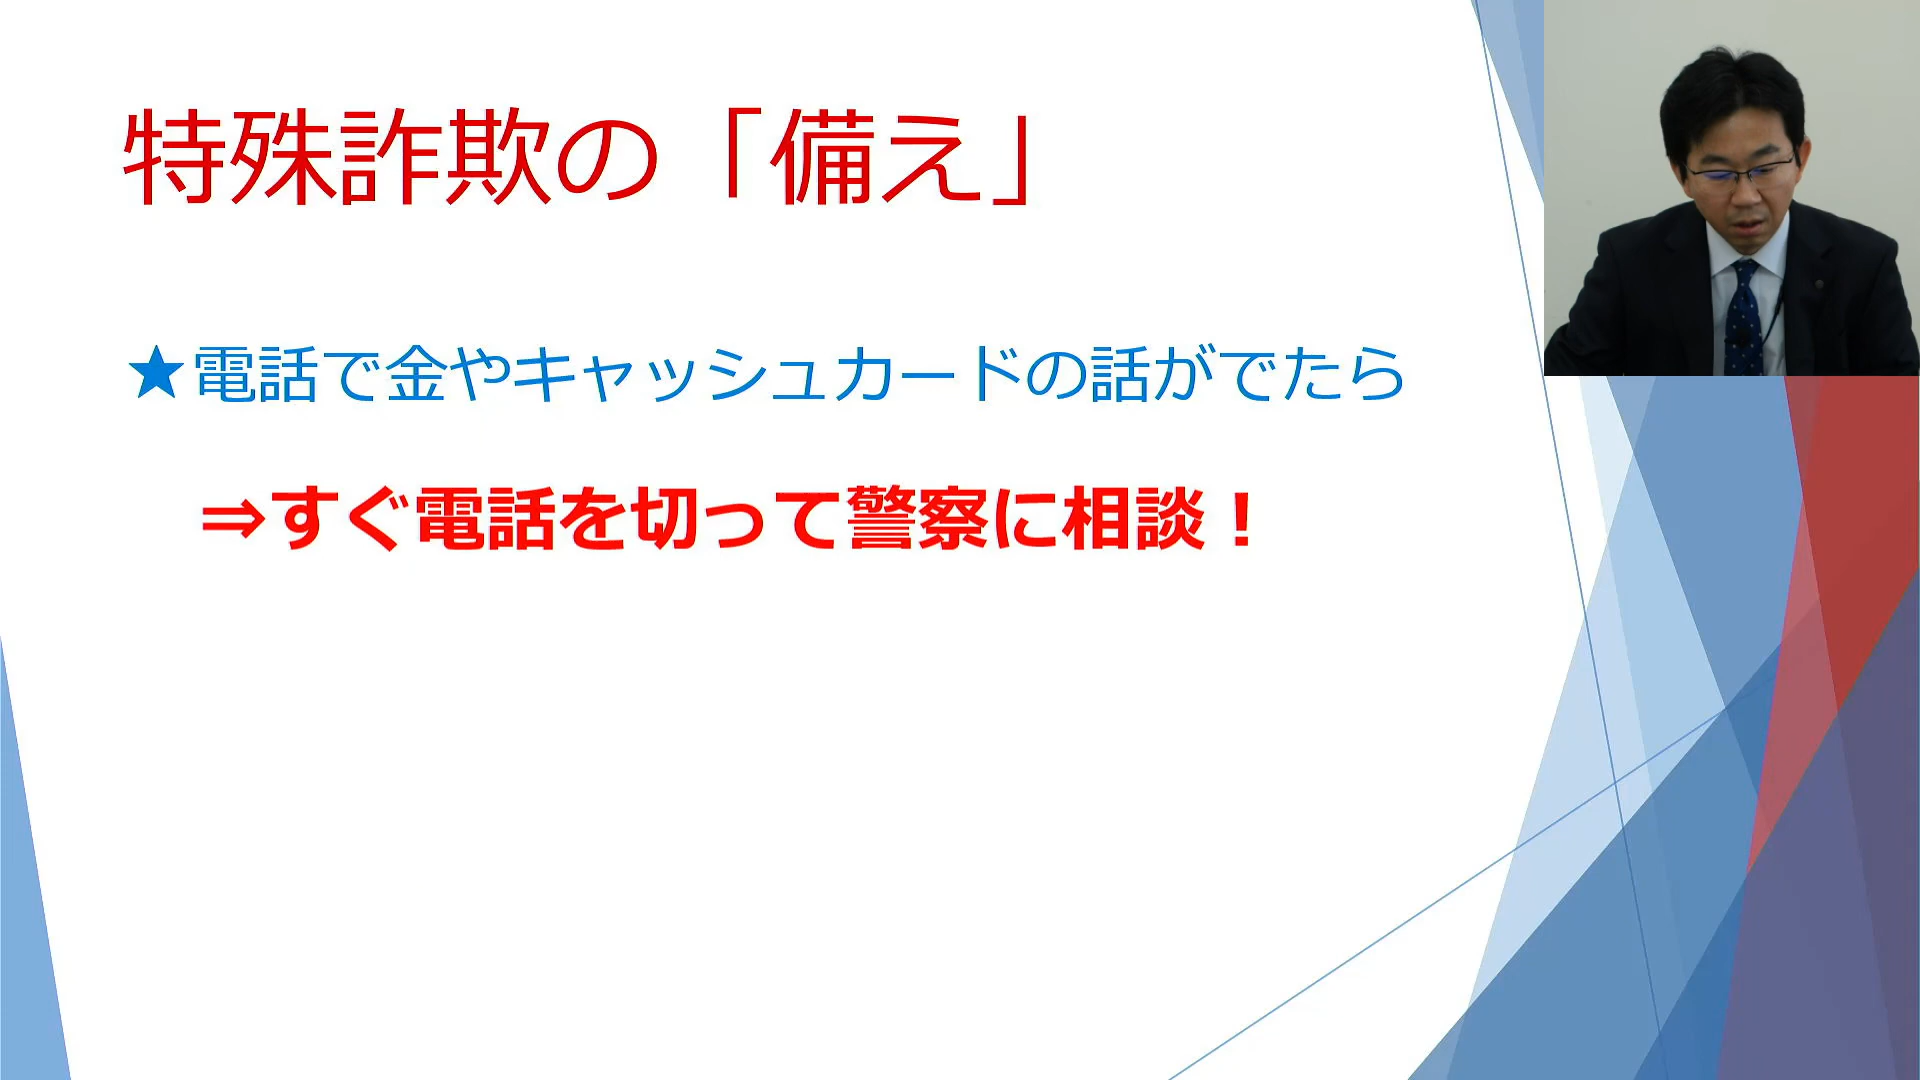 特殊詐欺の「備え」
★電話で金やキャッシュカードの話がでたら
⇒すぐ電話を切って警察に相談！